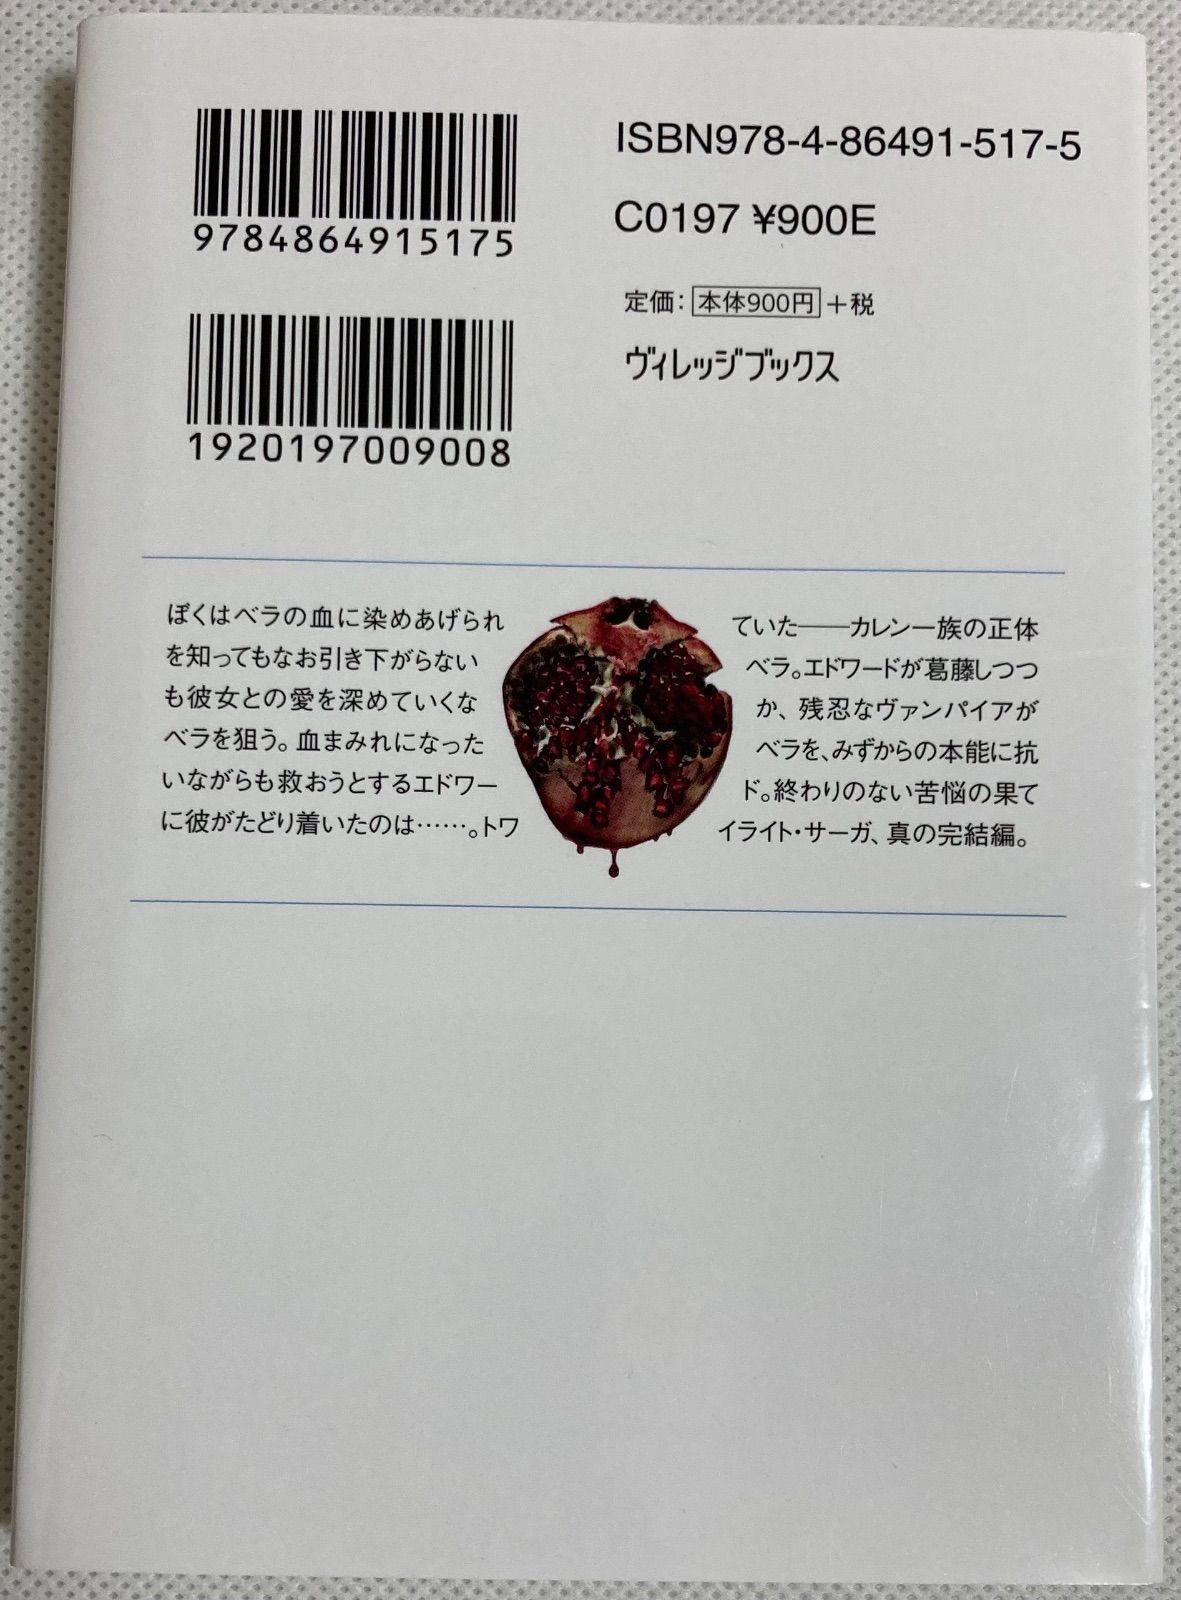 9784864915175
ISBN978-4-86491-517-5
C0197 ¥900E
1920197009008
定価：本体900円＋税
ヴィレッジブックス
ぼくはベラの血に染めあげられていた――カレン一族の正体
を知ってもなお引き下がらないベラ。エドワードが葛藤しつつ
も彼女との愛を深めていくなか、残忍なヴァンパイアが
ベラを狙う。血まみれになったベラを、みずからの本能に抗
いながらも救おうとするエドワード。終わりのない苦悩の果て
に彼がたどり着いたのは……。トワイライト・サーガ、真の完結編。